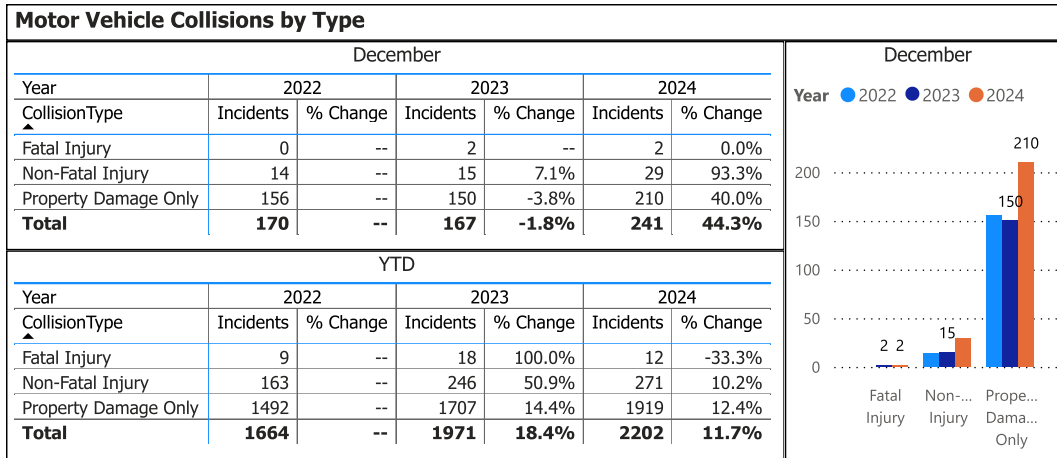 Motor Vehicle Collisions by Type
December
Year 2022 2023 2024
CollisionType Incidents % Change Incidents % Change Incidents % Change
Fatal Injury 0 -- 2 -- 2 0.0%
Non-Fatal Injury 14 -- 15 7.1% 29 93.3%
Property Damage Only 156 -- 150 -3.8% 210 40.0%
Total 170 -- 167 -1.8% 241 44.3%
YTD
Year 2022 2023 2024
CollisionType Incidents % Change Incidents % Change Incidents % Change
Fatal Injury 9 -- 18 100.0% 12 -33.3%
Non-Fatal Injury 163 -- 246 50.9% 271 10.2%
Property Damage Only 1492 -- 1707 14.4% 1919 12.4%
Total 1664 -- 1971 18.4% 2202 11.7%
December
Year 2022 2023 2024
210
200
150 150
100
50
15
2 2
0
Fatal Non-... Prope...
Injury Injury Dama...
Only